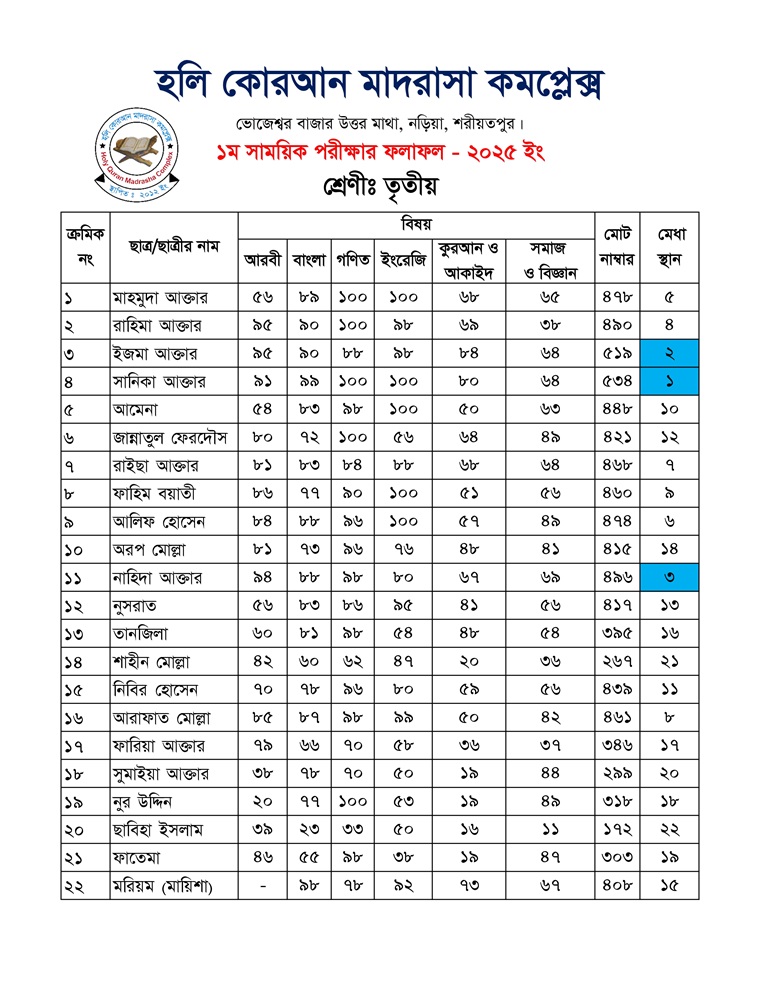 হলি কোরআন মাদরাসা কমপ্লেক্স
হলি কোরআন মাদরাসা কমপ্লেক্স
Holy Quran Madrasha Complex
স্থাপিত : ২০১২ ইং
ভোজেশ্বর বাজার উত্তর মাথা, নড়িয়া, শরীয়তপুর।
১ম সাময়িক পরীক্ষার ফলাফল - ২০২৫ ইং
শ্রেণীঃ তৃতীয়
ক্রমিক নং ছাত্র/ছাত্রীর নাম বিষয় মোট নাম্বার মেধা স্থান
আরবী বাংলা গণিত ইংরেজি কুরআন ও আকাইদ সমাজ ও বিজ্ঞান
১ মাহমুদা আক্তার ৫৬ ৮৯ ১০০ ১০০ ৬৮ ৬৫ ৪৭৮ ৫
২ রাহিমা আক্তার ৯৫ ৯০ ১০০ ৯৮ ৬৯ ৩৮ ৪৯০ ৪
৩ ইজমা আক্তার ৯৫ ৯০ ৮৮ ৯৮ ৮৪ ৬৪ ৫১৯ ২
৪ সানিকা আক্তার ৯১ ৯৯ ১০০ ১০০ ৮০ ৬৪ ৫৩৪ ১
৫ আমেনা ৫৪ ৮৩ ৯৮ ১০০ ৫০ ৬৩ ৪৪৮ ১০
৬ জান্নাতুল ফেরদৌস ৮০ ৭২ ১০০ ৫৬ ৬৪ ৪৯ ৪২১ ১২
৭ রাইছা আক্তার ৮১ ৮৩ ৮৪ ৮৮ ৬৮ ৬৪ ৪৬৮ ৭
৮ ফাহিম বয়াতী ৮৬ ৭৭ ৯০ ১০০ ৫১ ৫৬ ৪৬০ ৯
৯ আলিফ হোসেন ৮৪ ৮৮ ৯৬ ১০০ ৫৭ ৪৯ ৪৭৪ ৬
১০ অরপ মোল্লা ৮১ ৭৩ ৯৬ ৭৬ ৪৮ ৪১ ৪১৫ ১৪
১১ নাহিদা আক্তার ৯৪ ৮৮ ৯৮ ৮০ ৬৭ ৬৯ ৪৯৬ ৩
১২ নুসরাত ৫৬ ৮৩ ৮৬ ৯৫ ৪১ ৫৬ ৪১৭ ১৩
১৩ তানজিলা ৬০ ৮১ ৯৮ ৫৪ ৪৮ ৫৪ ৩৯৫ ১৬
১৪ শাহীন মোল্লা ৪২ ৬০ ৬২ ৪৭ ২০ ৩৬ ২৬৭ ২১
১৫ নিবির হোসেন ৭০ ৭৮ ৯৬ ৮০ ৫৯ ৫৬ ৪৩৯ ১১
১৬ আরাফাত মোল্লা ৮৫ ৮৭ ৯৮ ৯৯ ৫০ ৪২ ৪৬১ ৮
১৭ ফারিয়া আক্তার ৭৯ ৬৬ ৭০ ৫৮ ৩৬ ৩৭ ৩৪৬ ১৭
১৮ সুমাইয়া আক্তার ৩৮ ৭৮ ৭০ ৫০ ১৯ ৪৪ ২৯৯ ২০
১৯ নুর উদ্দিন ২০ ৭৭ ১০০ ৫৩ ১৯ ৪৯ ৩১৮ ১৮
২০ ছাবিহা ইসলাম ৩৯ ২৩ ৩৩ ৫০ ১৬ ১১ ১৭২ ২২
২১ ফাতেমা ৪৬ ৫৫ ৯৮ ৩৮ ১৯ ৪৭ ৩০৩ ১৯
২২ মরিয়ম (মায়িশা) - ৯৮ ৭৮ ৯২ ৭৩ ৬৭ ৪০৮ ১৫